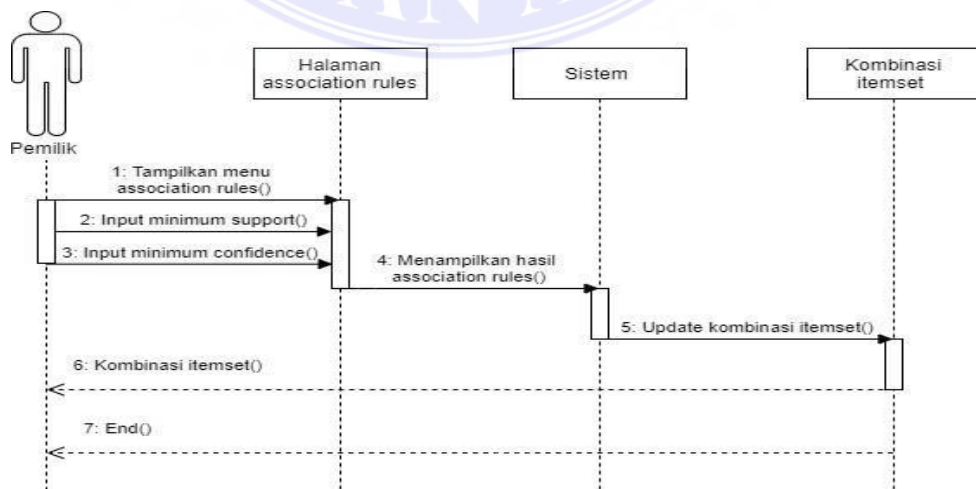 AN A
Halaman
association rules
Sistem
Kombinasi
itemset
Pemilik
1: Tampilkan menu
association rules()
2: Input minimum support()
3: Input minimum confidence()
4: Menampilkan hasil
association rules()
5: Update kombinasi itemset()
6: Kombinasi itemset()
7: End()